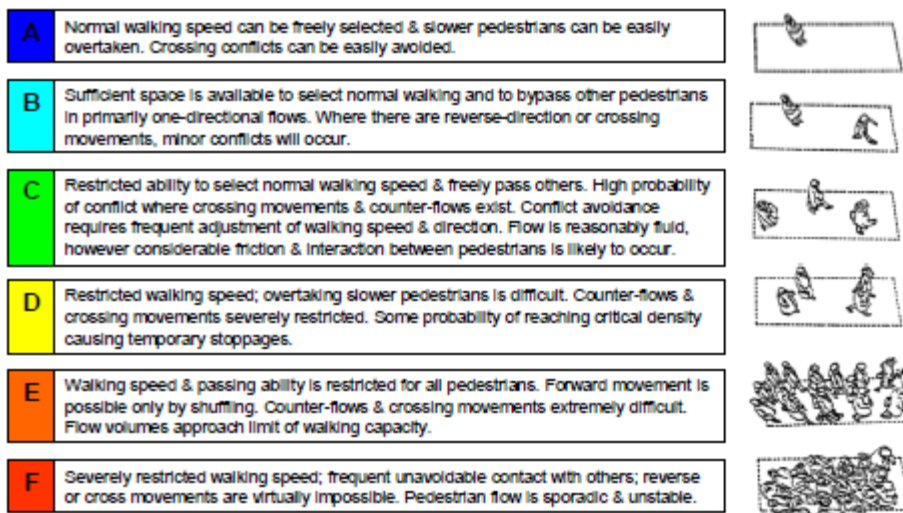 A
Normal walking speed can be freely selected & slower pedestrians can be easily
overtaken. Crossing conflicts can be easily avoided.
B
Sufficient space is available to select normal walking and to bypass other pedestrians
in primarily one-directional flows. Where there are reverse-direction or crossing
movements, minor conflicts will occur.
C
Restricted ability to select normal walking speed & freely pass others. High probability
of conflict where crossing movements & counter-flows exist. Conflict avoidance
requires frequent adjustment of walking speed & direction. Flow is reasonably fluid,
however considerable friction & interaction between pedestrians is likely to occur.
D
Restricted walking speed; overtaking slower pedestrians is difficult. Counter-flows &
crossing movements severely restricted. Some probability of reaching critical density
causing temporary stoppages.
E
Walking speed & passing ability is restricted for all pedestrians. Forward movement is
possible only by shuffling. Counter-flows & crossing movements extremely difficult.
Flow volumes approach limit of walking capacity.
F
Severely restricted walking speed; frequent unavoidable contact with others; reverse
or cross movements are virtually impossible. Pedestrian flow is sporadic & unstable.